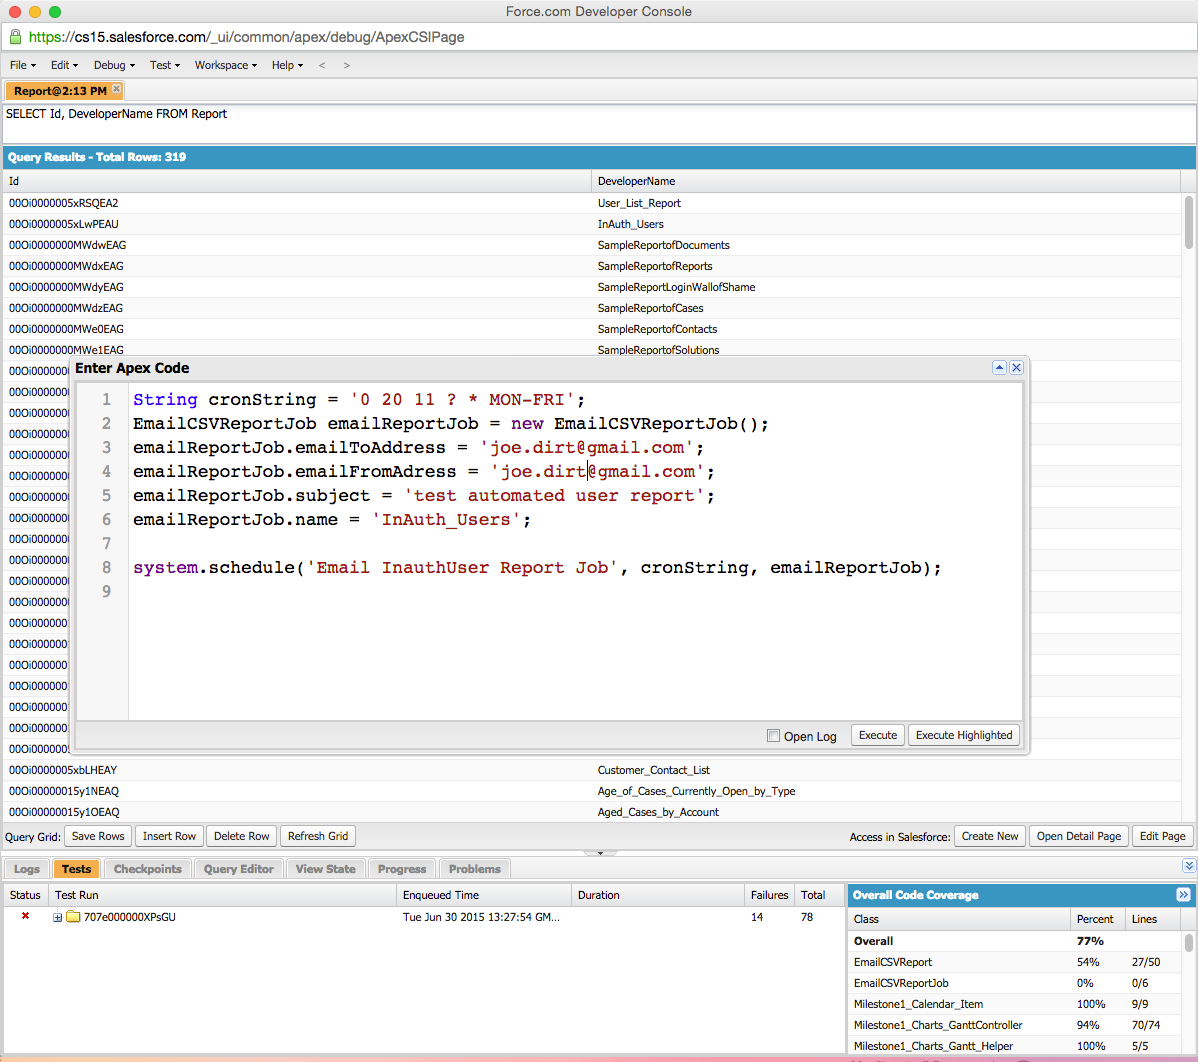 Force.com Developer Console
https://cs15.salesforce.com/_ui/common/apex/debug/ApexCSIPage
File Edit Debug Test Workspace Help < >
Report@2:13 PM
SELECT Id, DeveloperName FROM Report
Query Results - Total Rows: 319
Id DeveloperName
00Oi0000005xRSQEA2 User_List_Report
00Oi0000005xLwPEAU InAuth_Users
00Oi0000000MWdwEAG SampleReportofDocuments
00Oi0000000MWdxEAG SampleReportofReports
00Oi0000000MWdyEAG SampleReportLoginWallofShame
00Oi0000000MWdzEAG SampleReportofCases
00Oi0000000MWe0EAG SampleReportofContacts
00Oi0000000MWe1EAG SampleReportofSolutions
Enter Apex Code
1 String cronString = '0 20 11 ? * MON-FRI';
2 EmailCSVReportJob emailReportJob = new EmailCSVReportJob();
3 emailReportJob.emailToAddress = 'joe.dirt@gmail.com';
4 emailReportJob.emailFromAdress = 'joe.dirt@gmail.com';
5 emailReportJob.subject = 'test automated user report';
6 emailReportJob.name = 'InAuth_Users';
7
8 system.schedule('Email InauthUser Report Job', cronString, emailReportJob);
9
Open Log Execute Execute Highlighted
00Oi0000005xbLHEAY Customer_Contact_List
00Oi00000015y1NEAQ Age_of_Cases_Currently_Open_by_Type
00Oi00000015y1OEAQ Aged_Cases_by_Account
Query Grid: Save Rows Insert Row Delete Row Refresh Grid Access in Salesforce: Create New Open Detail Page Edit Page
Logs Tests Checkpoints Query Editor View State Progress Problems
Status Test Run Enqueued Time Duration Failures Total
707e000000XPsGU Tue Jun 30 2015 13:27:54 GM... 14 78
Overall Code Coverage
Class Percent Lines
Overall 77%
EmailCSVReport 54% 27/50
EmailCSVReportJob 0% 0/6
Milestone1_Calendar_Item 100% 9/9
Milestone1_Charts_GanttController 94% 70/74
Milestone1_Charts_Gantt_Helper 100% 5/5